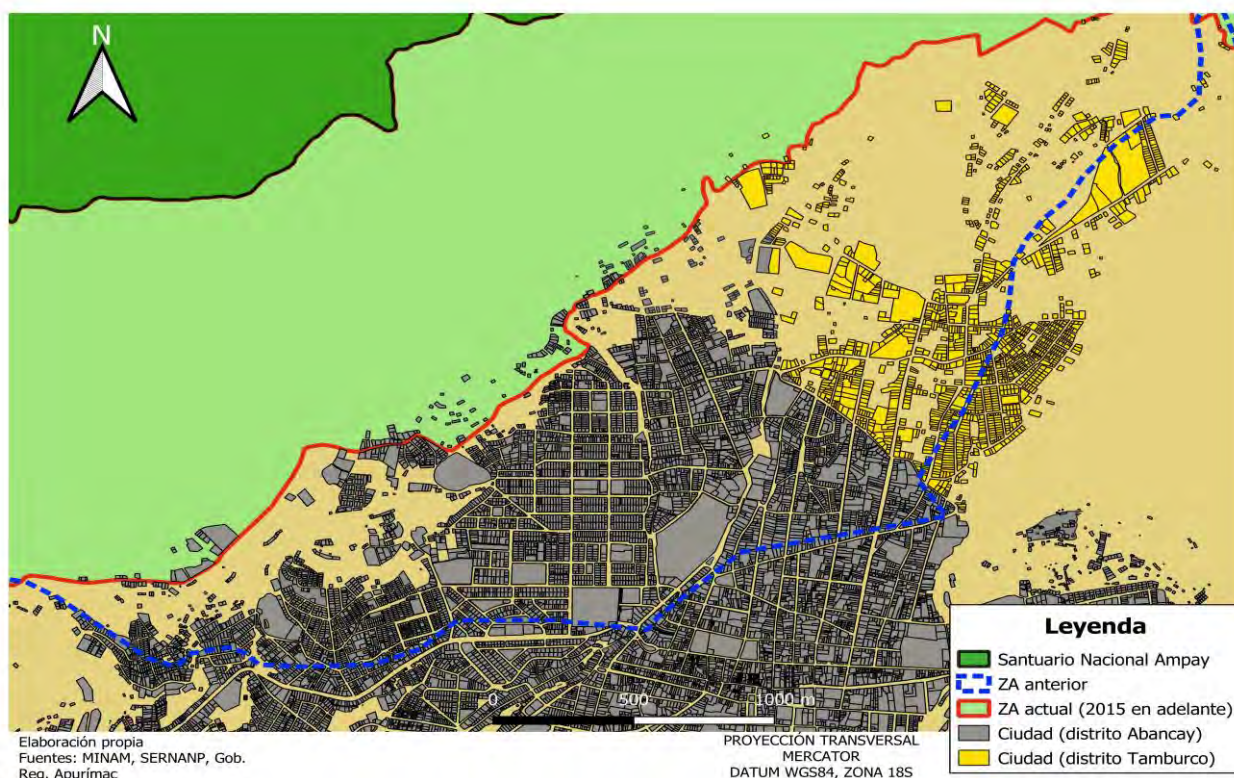 N
0 500 1000 m
Leyenda
Santuario Nacional Ampay
ZA anterior
ZA actual (2015 en adelante)
Ciudad (distrito Abancay)
Ciudad (distrito Tamburco)
Elaboración propia
Fuentes: MINAM, SERNANP, Gob.
Reg. Apurímac
PROYECCIÓN TRANSVERSAL
MERCATOR
DATUM WGS84, ZONA 18S